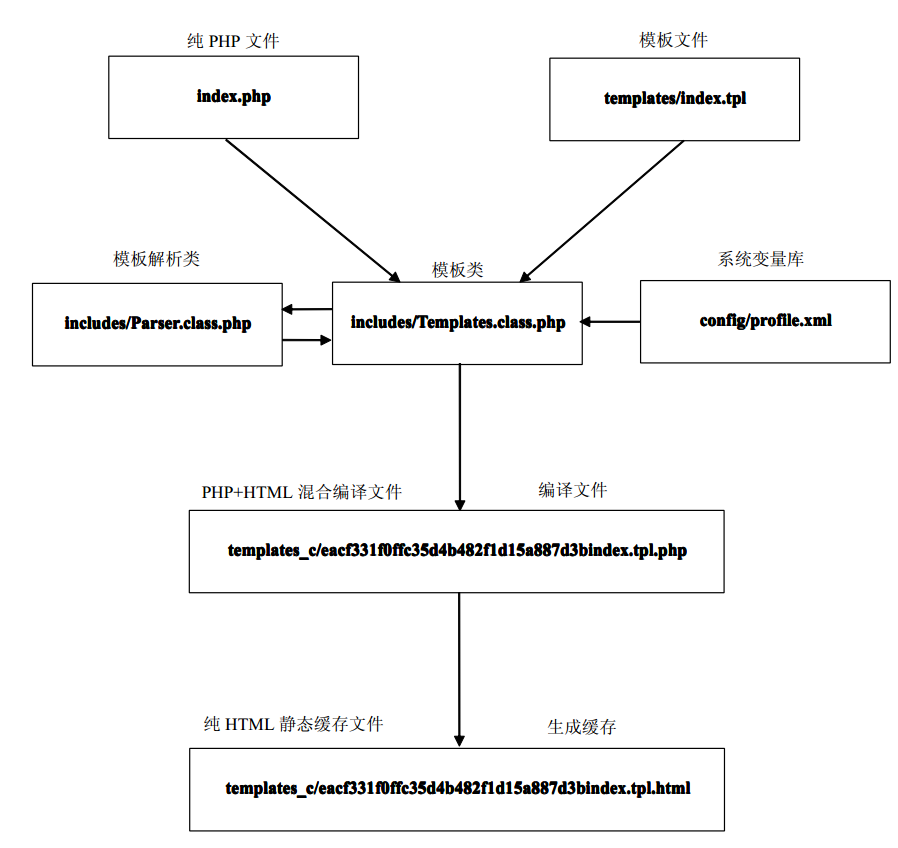 纯 PHP 文件
模板文件
index.php
templates/index.tpl
模板解析类
模板类
系统变量库
includes/Parser.class.php
includes/Templates.class.php
config/profile.xml
PHP+HTML 混合编译文件
编译文件
templates_c/eacf331f0ffc35d4b482f1d15a887d3bindex.tpl.php
纯 HTML 静态缓存文件
生成缓存
templates_c/eacf331f0ffc35d4b482f1d15a887d3bindex.tpl.html